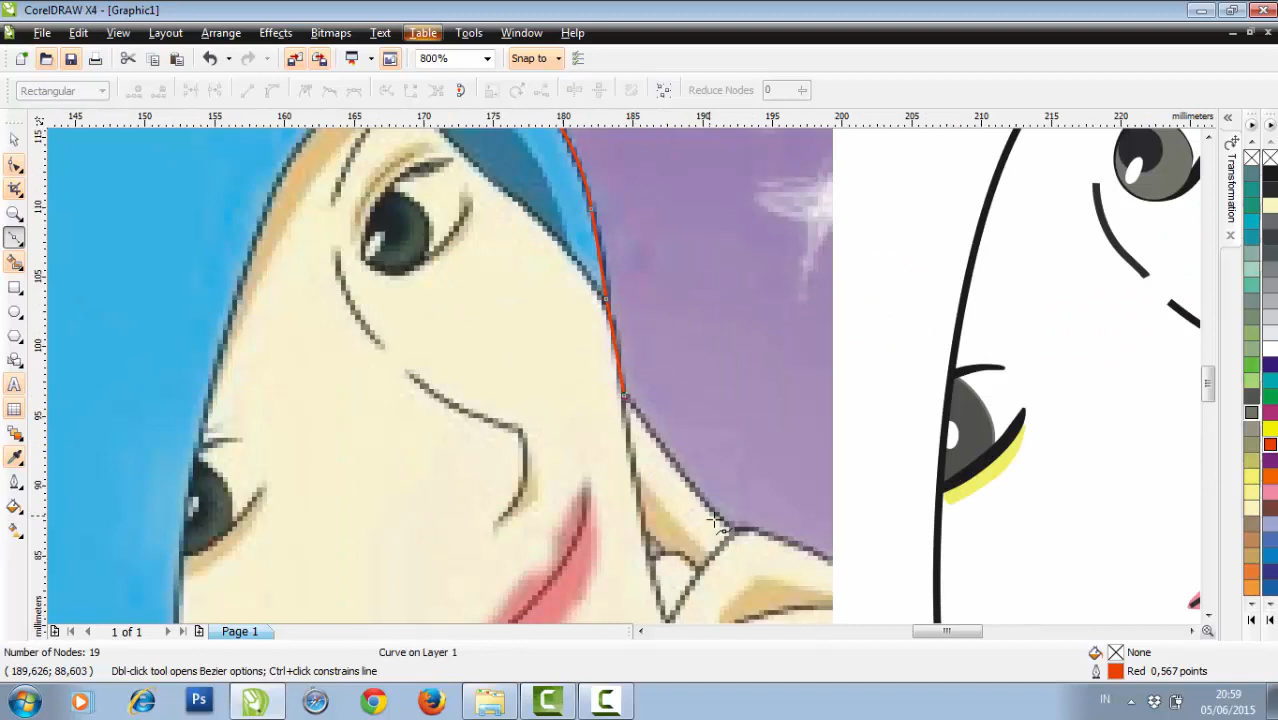 CorelDRAW X4 - [Graphic1]
File Edit View Layout Arrange Effects Bitmaps Text Table Tools Window Help
800% Snap to
Rectangular Reduce Nodes 0
145 150 155 160 165 170 175 180 185 190 195 200 205 210 215 220 millimeters
115
110
105
100
95
90
85
millimeters
Transformation
1 of 1 Page 1
Number of Nodes: 19 Curve on Layer 1 None
( 189,626; 88,603 ) Dbl-click tool opens Bezier options; Ctrl+click constrains line Red 0,567 points
Ps IN 20:59
05/06/2015